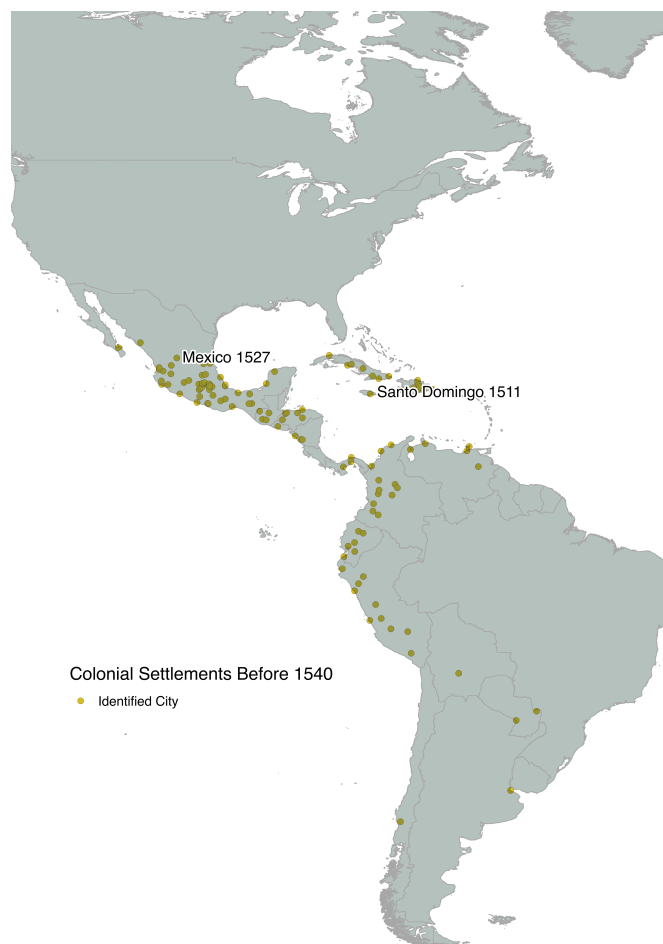 Mexico 1527
Santo Domingo 1511
Colonial Settlements Before 1540
Identified City